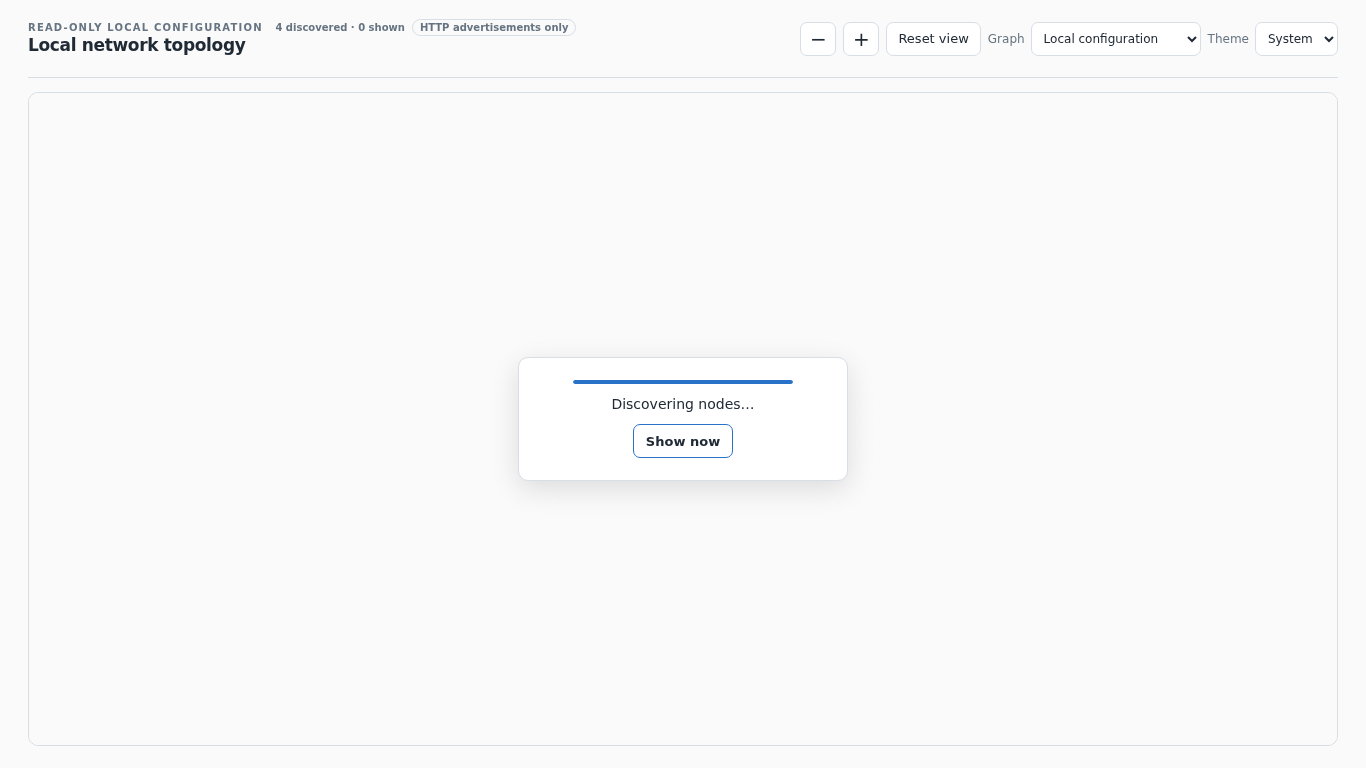 READ-ONLY LOCAL CONFIGURATION 4 discovered · 0 shown HTTP advertisements only
Local network topology
− + Reset view Graph Local configuration Theme System
Discovering nodes…
Show now